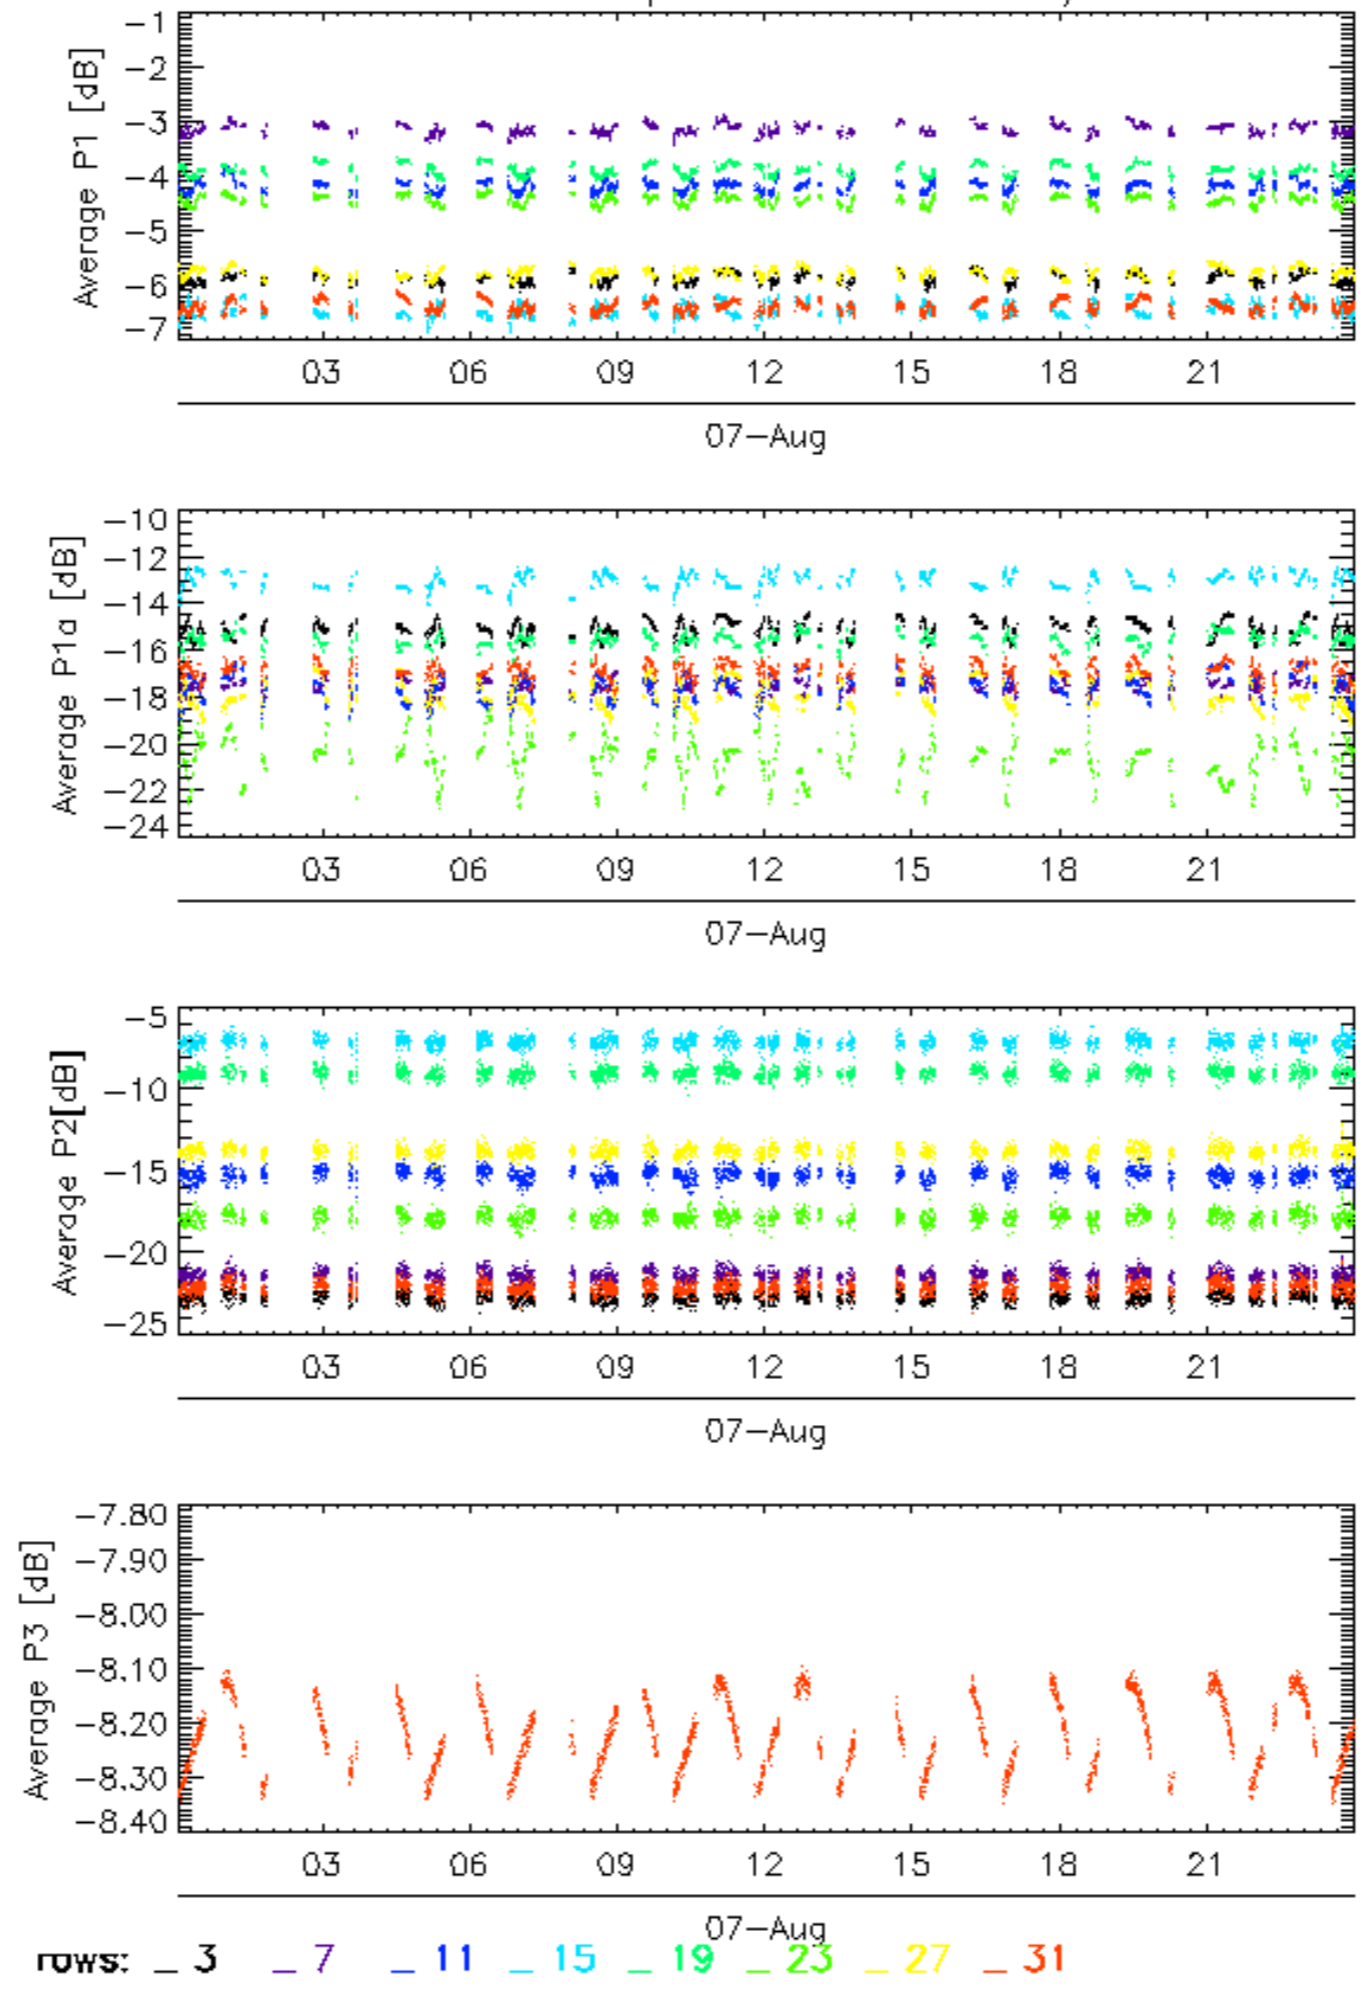 Average P1 [dB]
-1
-2
-3
-4
-5
-6
-7
03 06 09 12 15 18 21
07-Aug
Average P1a [dB]
-10
-12
-14
-16
-18
-20
-22
-24
03 06 09 12 15 18 21
07-Aug
Average P2[dB]
-5
-10
-15
-20
-25
03 06 09 12 15 18 21
07-Aug
Average P3 [dB]
-7.80
-7.90
-8.00
-8.10
-8.20
-8.30
-8.40
03 06 09 12 15 18 21
07-Aug
rows: _ 3 _ 7 _ 11 _ 15 _ 19 _ 23 _ 27 _ 31